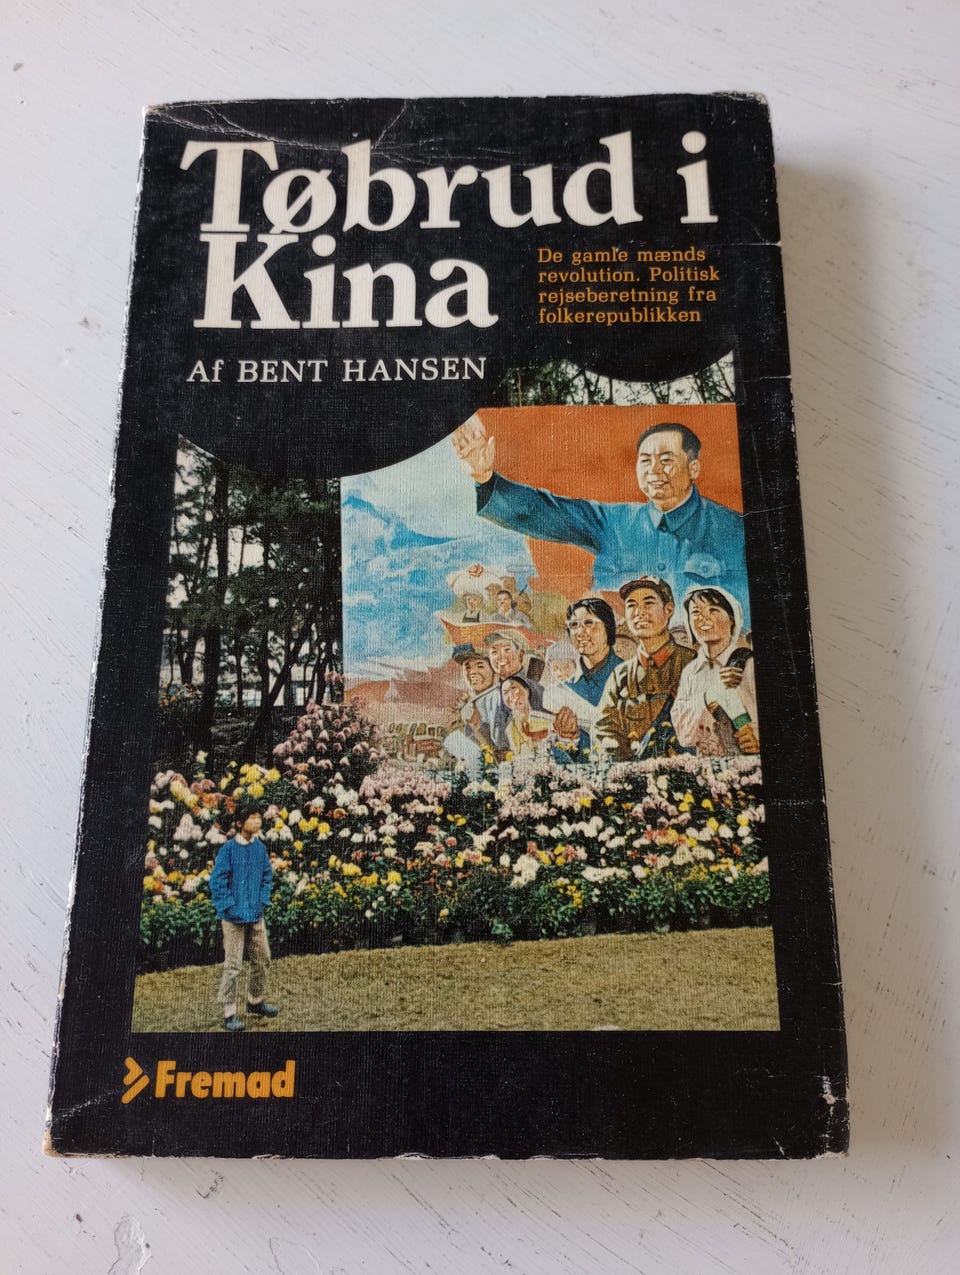 Tøbrud i
Kina
De gamle mænds
revolution. Politisk
rejseberetning fra
folkerepublikken
Af BENT HANSEN
Fremad